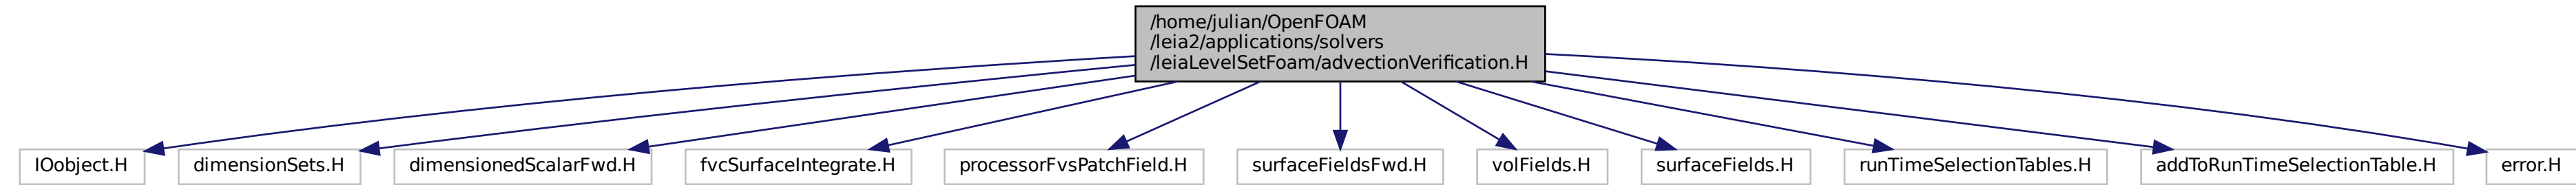 /home/julian/OpenFOAM
/leia2/applications/solvers
/leiaLevelSetFoam/advectionVerification.H
IOobject.H
dimensionSets.H
dimensionedScalarFwd.H
fvcSurfaceIntegrate.H
processorFvsPatchField.H
surfaceFieldsFwd.H
volFields.H
surfaceFields.H
runTimeSelectionTables.H
addToRunTimeSelectionTable.H
error.H